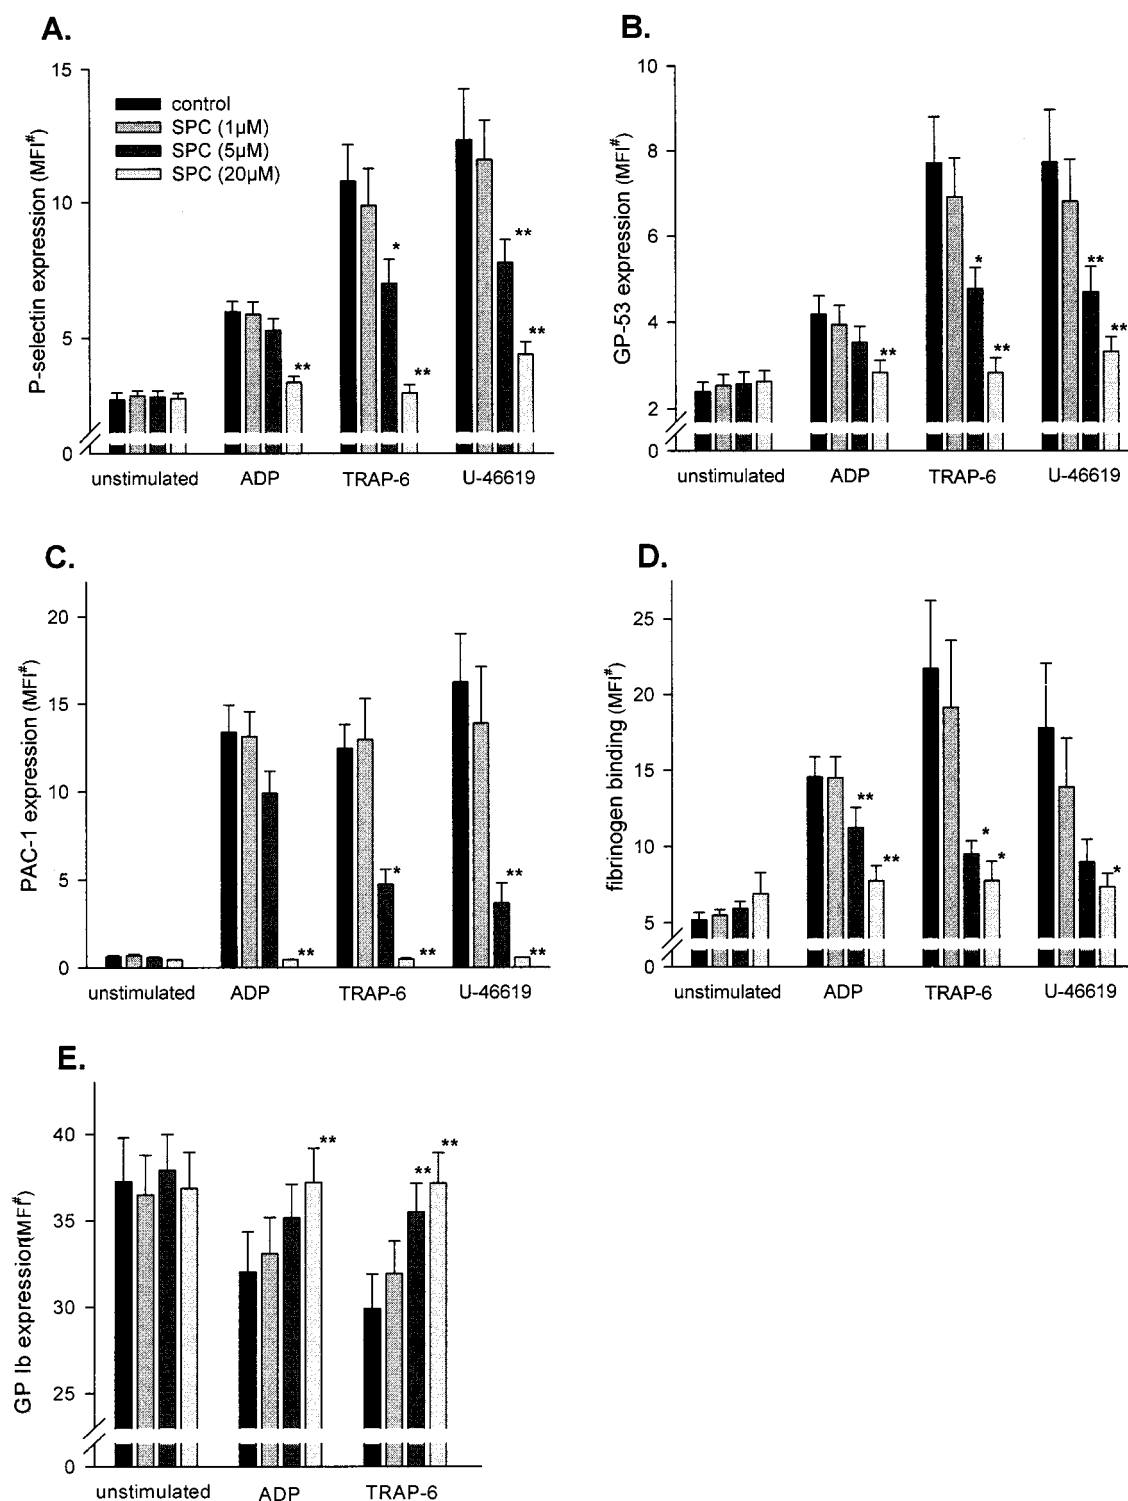 A.
P-selectin expression (MFI#)
15
10
5
0
control
SPC (1µM)
SPC (5µM)
SPC (20µM)
**
*
**
**
**
unstimulated ADP TRAP-6 U-46619
B.
GP-53 expression (MFI#)
10
8
6
4
2
0
**
*
**
**
**
unstimulated ADP TRAP-6 U-46619
C.
PAC-1 expression (MFI#)
20
15
10
5
0
**
*
**
**
**
unstimulated ADP TRAP-6 U-46619
D.
fibrinogen binding (MFI#)
25
20
15
10
5
0
**
**
*
*
*
unstimulated ADP TRAP-6 U-46619
E.
GP Ib expression(MFI#)
40
35
30
25
0
**
**
**
unstimulated ADP TRAP-6